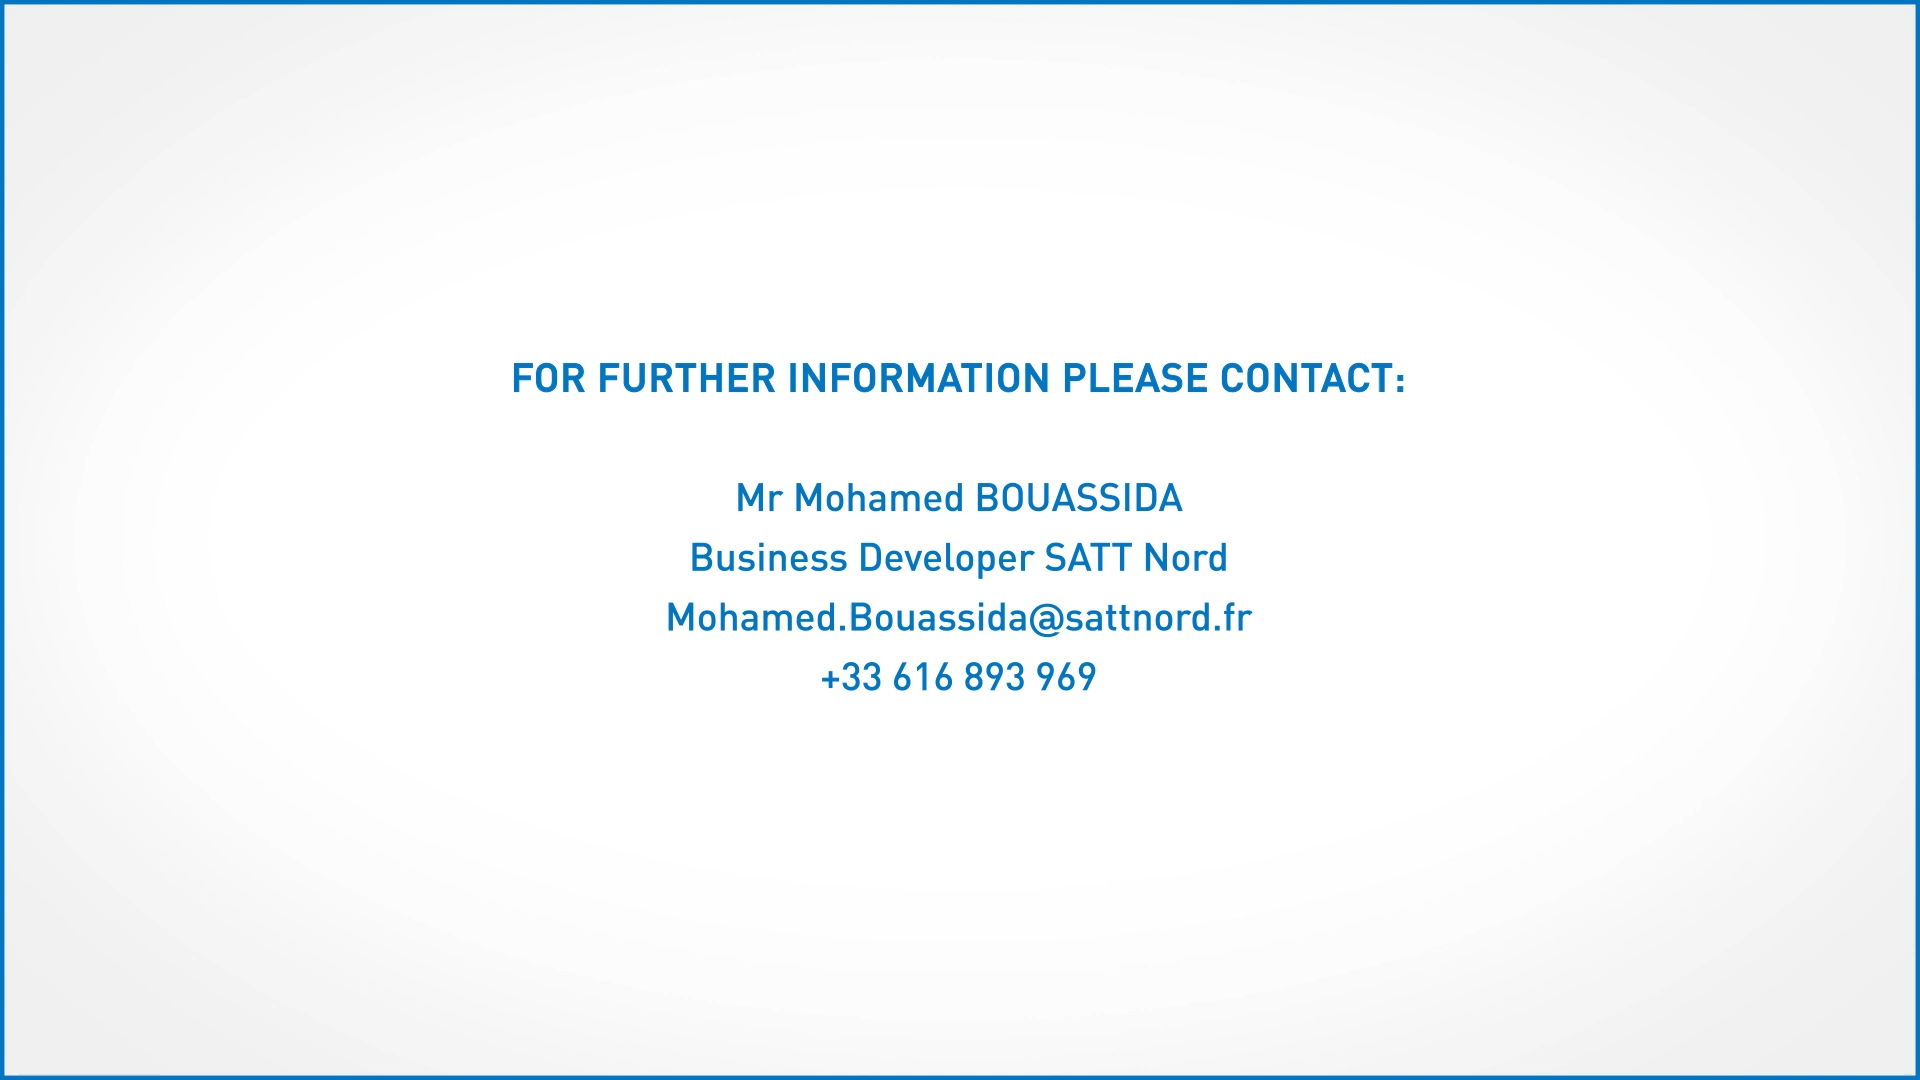 FOR FURTHER INFORMATION PLEASE CONTACT:
Mr Mohamed BOUASSIDA
Business Developer SATT Nord
Mohamed.Bouassida@sattnord.fr
+33 616 893 969